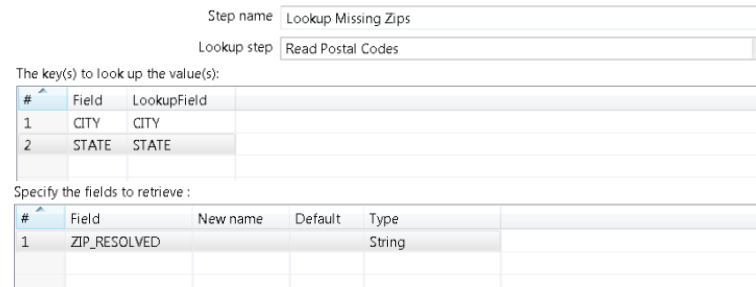 Step name Lookup Missing Zips
Lookup step Read Postal Codes
The key(s) to look up the value(s):
# Field LookupField
1 CITY CITY
2 STATE STATE
Specify the fields to retrieve :
# Field New name Default Type
1 ZIP_RESOLVED String